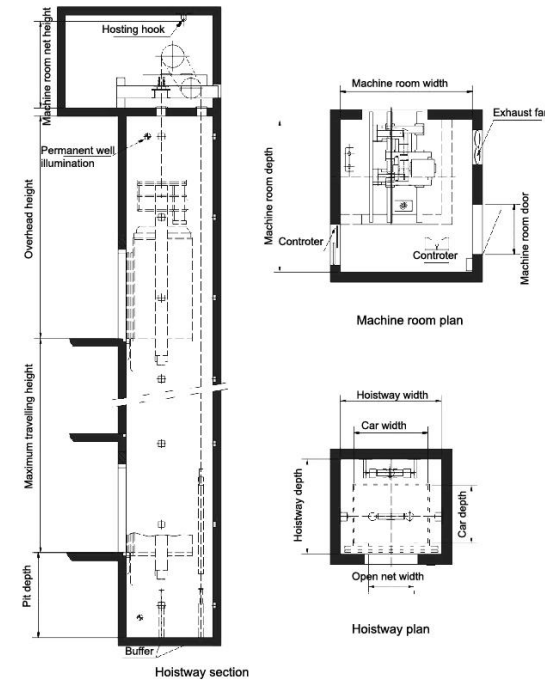 Machine room net height
Hosting hook
Permanent well
illumination
Overhead height
Maximum travelling height
Pit depth
Buffer
Hoistway section
Machine room width
Exhaust fan
Machine room depth
Controter
Controter
Machine room door
Machine room plan
Hoistway width
Car width
Hoistway depth
Car depth
Open net width
Hoistway plan